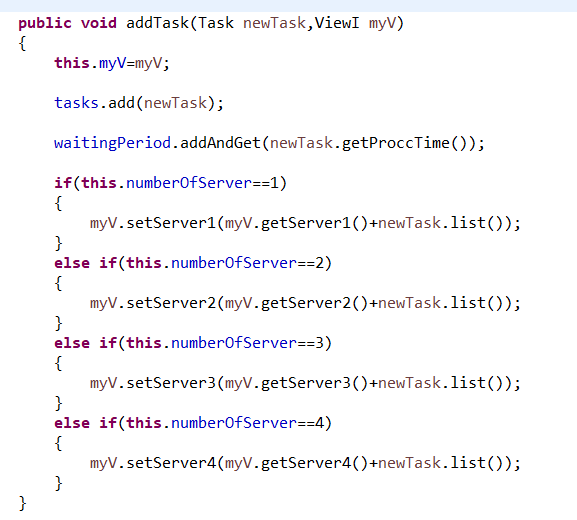 public void addTask(Task newTask,ViewI myV)
{
this.myV=myV;
tasks.add(newTask);
waitingPeriod.addAndGet(newTask.getProccTime());
if(this.numberOfServer==1)
{
myV.setServer1(myV.getServer1()+newTask.list());
}
else if(this.numberOfServer==2)
{
myV.setServer2(myV.getServer2()+newTask.list());
}
else if(this.numberOfServer==3)
{
myV.setServer3(myV.getServer3()+newTask.list());
}
else if(this.numberOfServer==4)
{
myV.setServer4(myV.getServer4()+newTask.list());
}
}